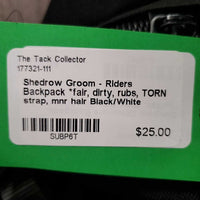 The Tack Collector
177321-111
Shedrow Groom - Riders
Backpack *fair, dirty, rubs, TORN
strap, mnr hair Black/White
$25.00
SUBP6T